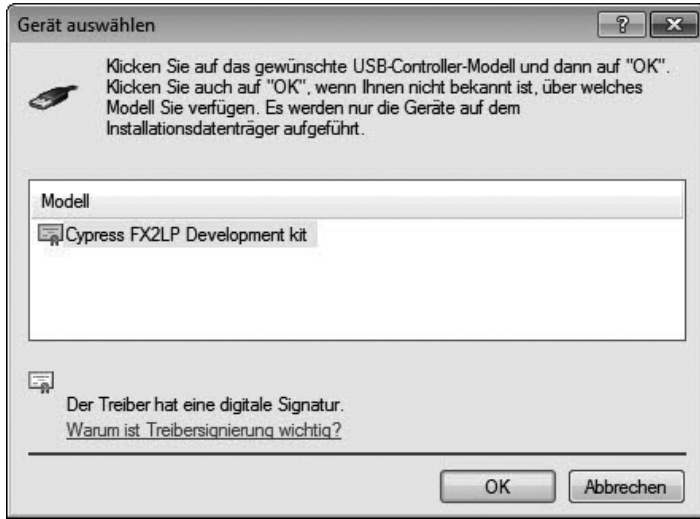 Gerät auswählen
?
Klicken Sie auf das gewünschte USB-Controller-Modell und dann auf "OK".
Klicken Sie auch auf "OK", wenn Ihnen nicht bekannt ist, über welches
Modell Sie verfügen. Es werden nur die Geräte auf dem
Installationsdatenträger aufgeführt.
Modell
Cypress FX2LP Development kit
Der Treiber hat eine digitale Signatur.
Warum ist Treibersignierung wichtig?
OK
Abbrechen